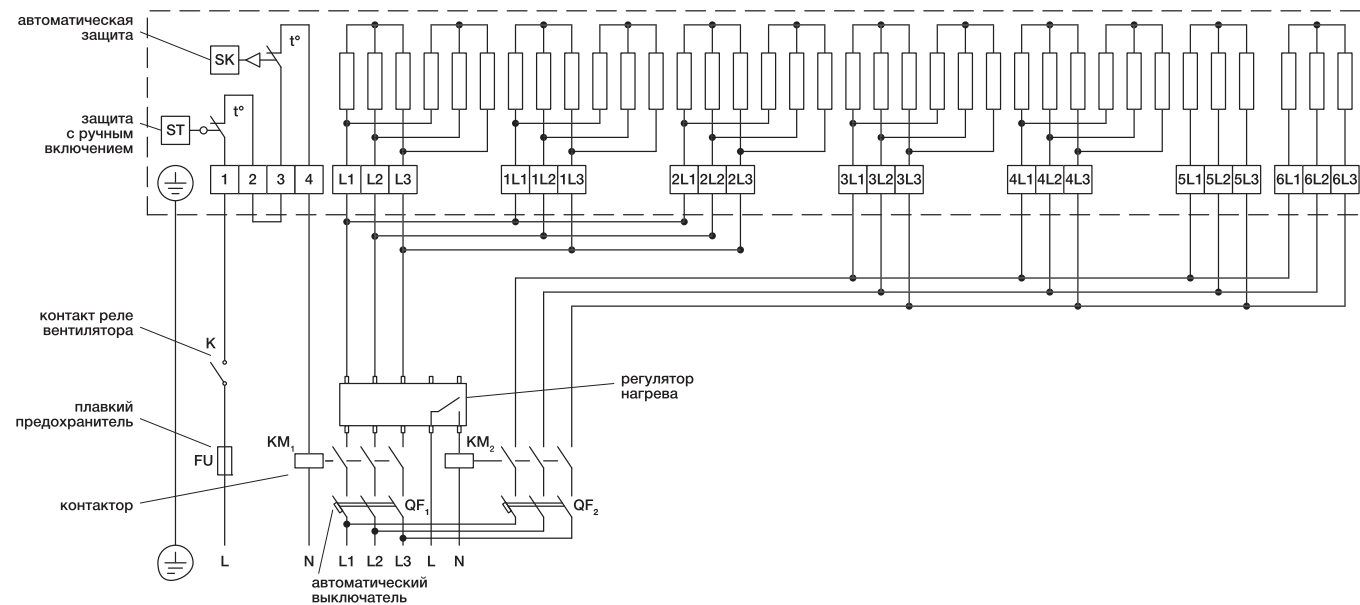 автоматическая
защита
SK
t°
защита
с ручным
включением
ST
t°
1 2 3 4 L1 L2 L3 1L1 1L2 1L3 2L1 2L2 2L3 3L1 3L2 3L3 4L1 4L2 4L3 5L1 5L2 5L3 6L1 6L2 6L3
контакт реле
вентилятора
K
регулятор
нагрева
плавкий
предохранитель
FU
KM1
KM2
контактор
QF1
QF2
L N L1 L2 L3 L N
автоматический
выключатель